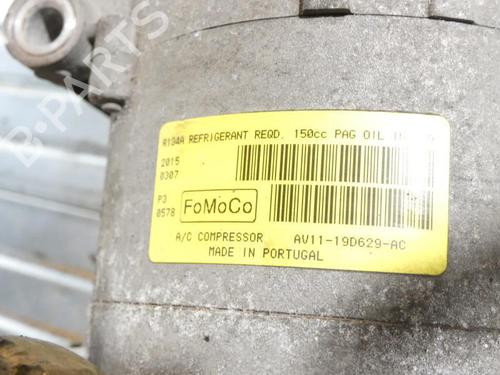 R134A REFRIGERANT REQD. 150cc PAG OIL
2015
0307
P3
0578
FoMoCo
A/C COMPRESSOR AV11-19D629-AC
MADE IN PORTUGAL
B-PARTS